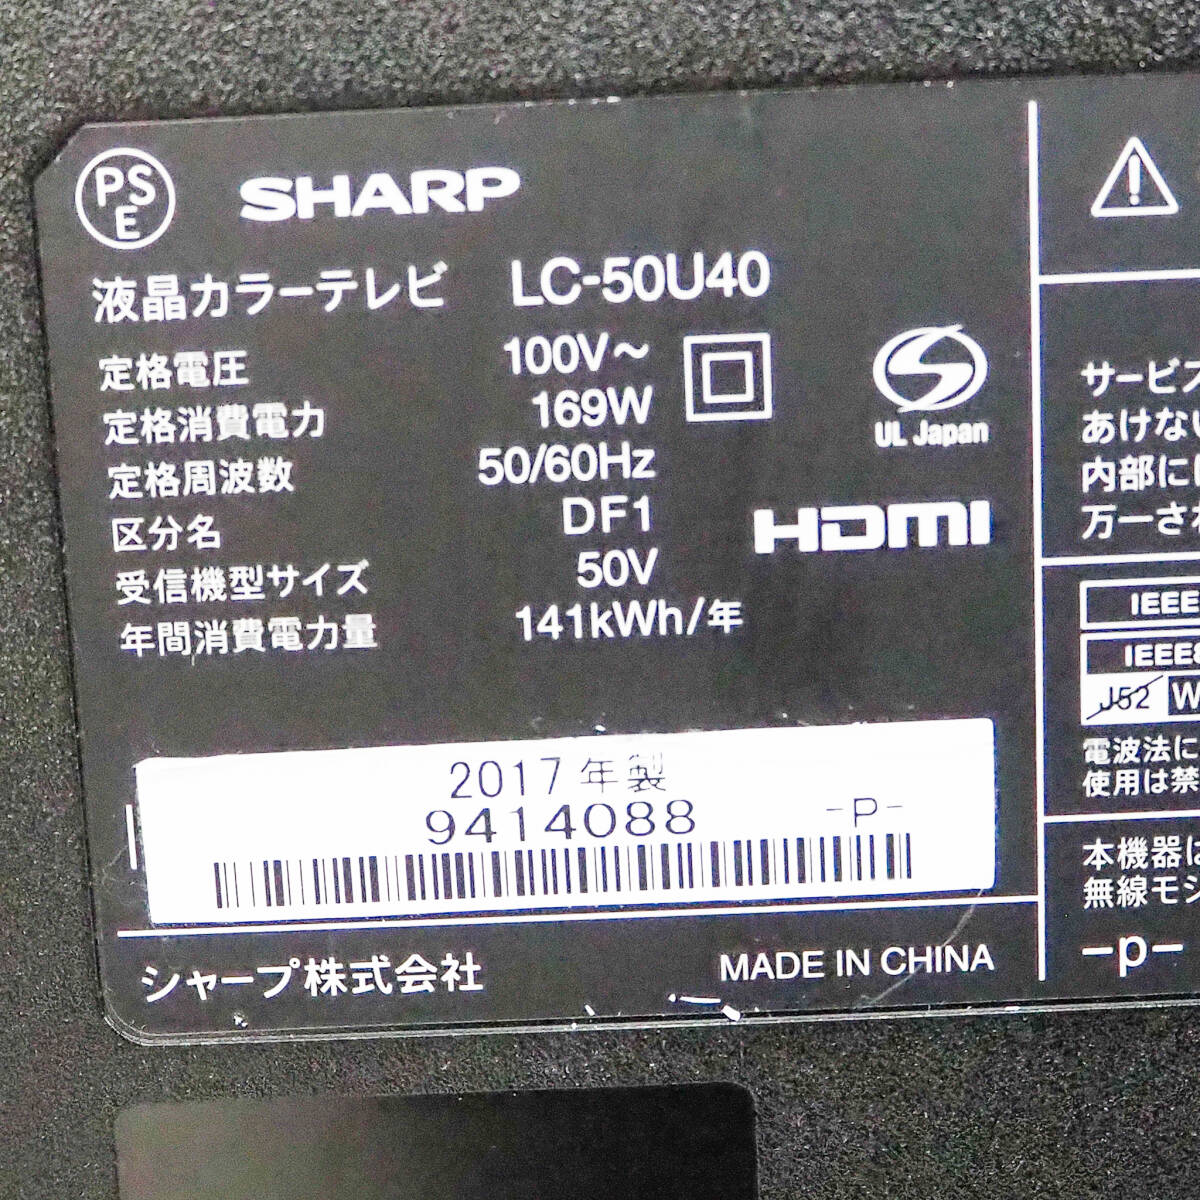 PS
E
SHARP
液晶カラーテレビ LC-50U40
定格電圧 100V～
定格消費電力 169W
定格周波数 50/60Hz
区分名 DF1
受信機型サイズ 50V
年間消費電力量 141kWh/年
UL Japan
HDMI
2017年製
9414088 -P-
シャープ株式会社 MADE IN CHINA
サービス
あけない
内部に
万一され
IEEE
IEEE8
J52 W
電波法に
使用は禁
本機器は
無線モジ
-p-